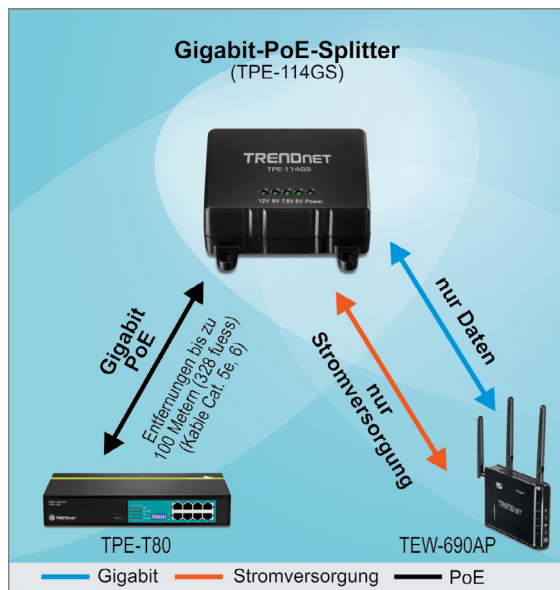 Gigabit-PoE-Splitter
(TPE-114GS)
TRENDNET
TPE-114GS
12V 9V 7.5V 5V Power
Gigabit
PoE
Entfernungen bis zu
100 Metern (328 fuess)
(Kable Cat. 5e, 6)
nur Daten
nur
Stromversorgung
TRENDNET
TPE-T80
TEW-690AP
Gigabit
Stromversorgung
PoE